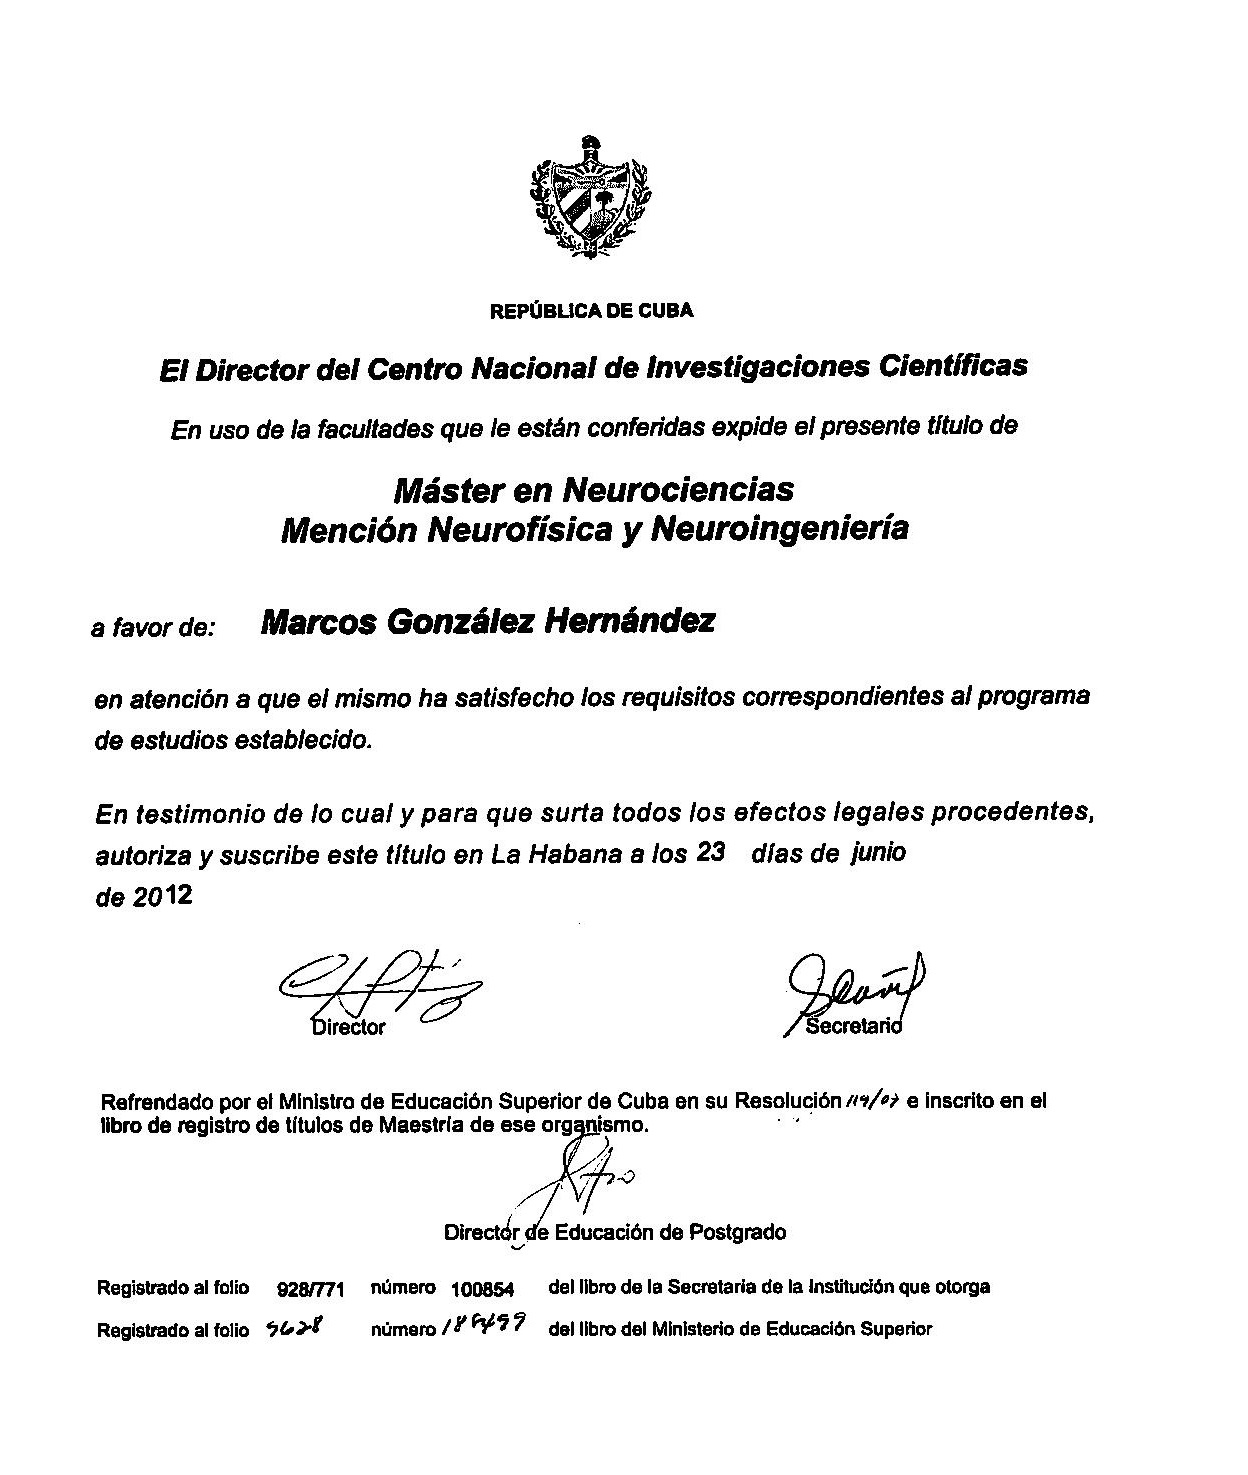 REPÚBLICA DE CUBA
El Director del Centro Nacional de Investigaciones Científicas
En uso de la facultades que le están conferidas expide el presente título de
Máster en Neurociencias
Mención Neurofísica y Neuroingeniería
a favor de: Marcos González Hernández
en atención a que el mismo ha satisfecho los requisitos correspondientes al programa
de estudios establecido.
En testimonio de lo cual y para que surta todos los efectos legales procedentes,
autoriza y suscribe este título en La Habana a los 23 días de junio
de 2012
Director
Secretario
Refrendado por el Ministro de Educación Superior de Cuba en su Resolución 119/07 e inscrito en el
libro de registro de títulos de Maestría de ese organismo.
Director de Educación de Postgrado
Registrado al folio 928/771 número 100854 del libro de la Secretaria de la Institución que otorga
Registrado al folio número del libro del Ministerio de Educación Superior